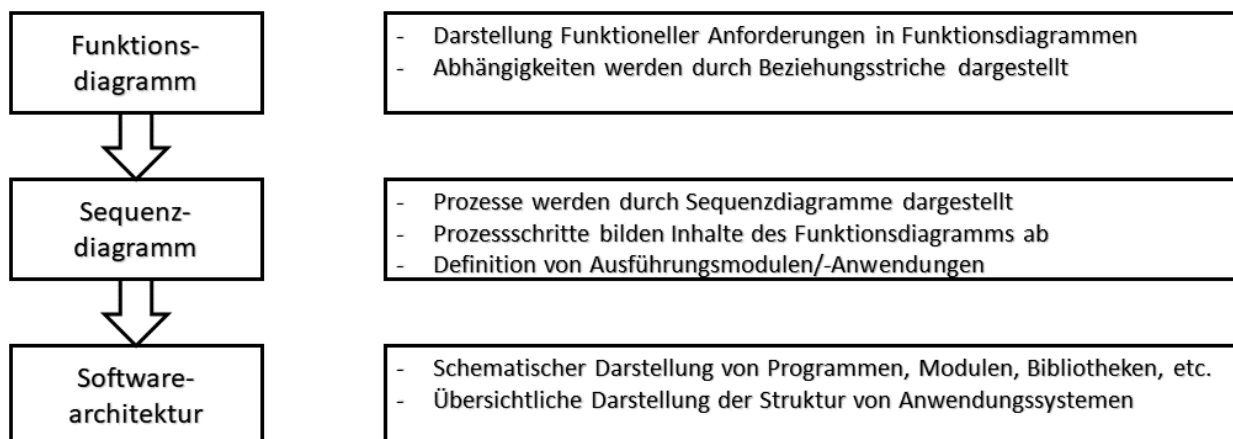 Funktions-
diagramm
- Darstellung Funktioneller Anforderungen in Funktionsdiagrammen
- Abhängigkeiten werden durch Beziehungsstriche dargestellt
Sequenz-
diagramm
- Prozesse werden durch Sequenzdiagramme dargestellt
- Prozessschritte bilden Inhalte des Funktionsdiagramms ab
- Definition von Ausführungsmodulen/-Anwendungen
Software-
architektur
- Schematischer Darstellung von Programmen, Modulen, Bibliotheken, etc.
- Übersichtliche Darstellung der Struktur von Anwendungssystemen